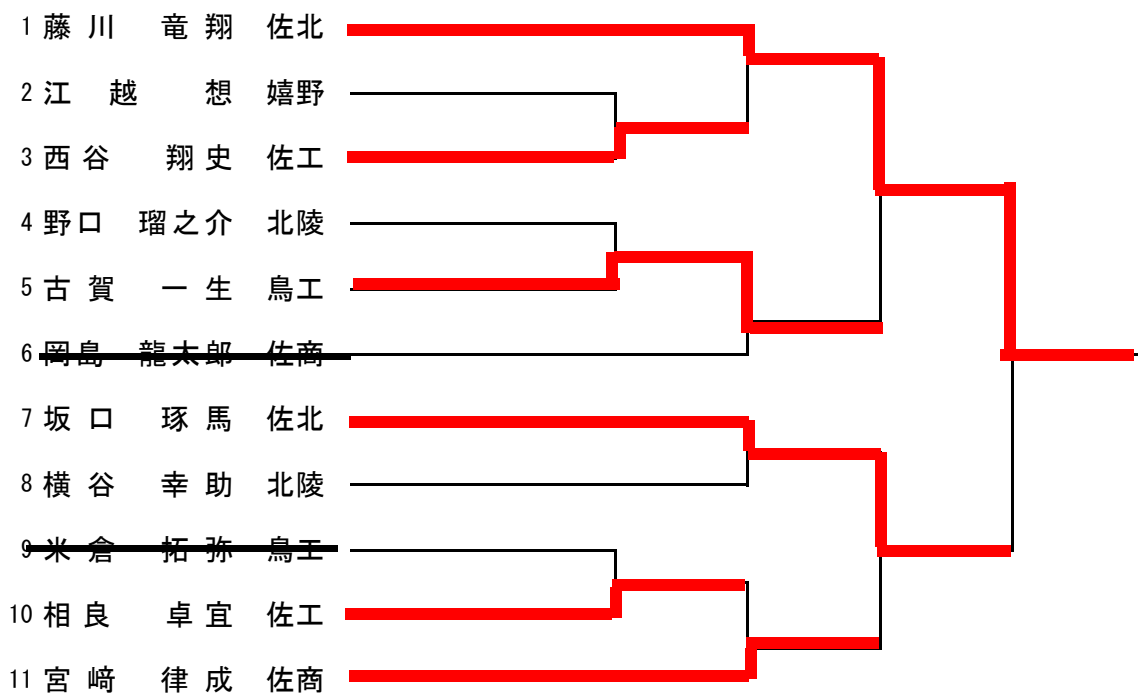 1 藤川 竜翔 佐北
2 江越 想 嬉野
3 西谷 翔史 佐工
4 野口 瑠之介 北陵
5 古賀 一生 鳥工
6 岡島 龍太郎 佐商
7 坂口 琢馬 佐北
8 横谷 幸助 北陵
9 米倉 拓弥 鳥工
10 相良 卓宜 佐工
11 宮﨑 律成 佐商